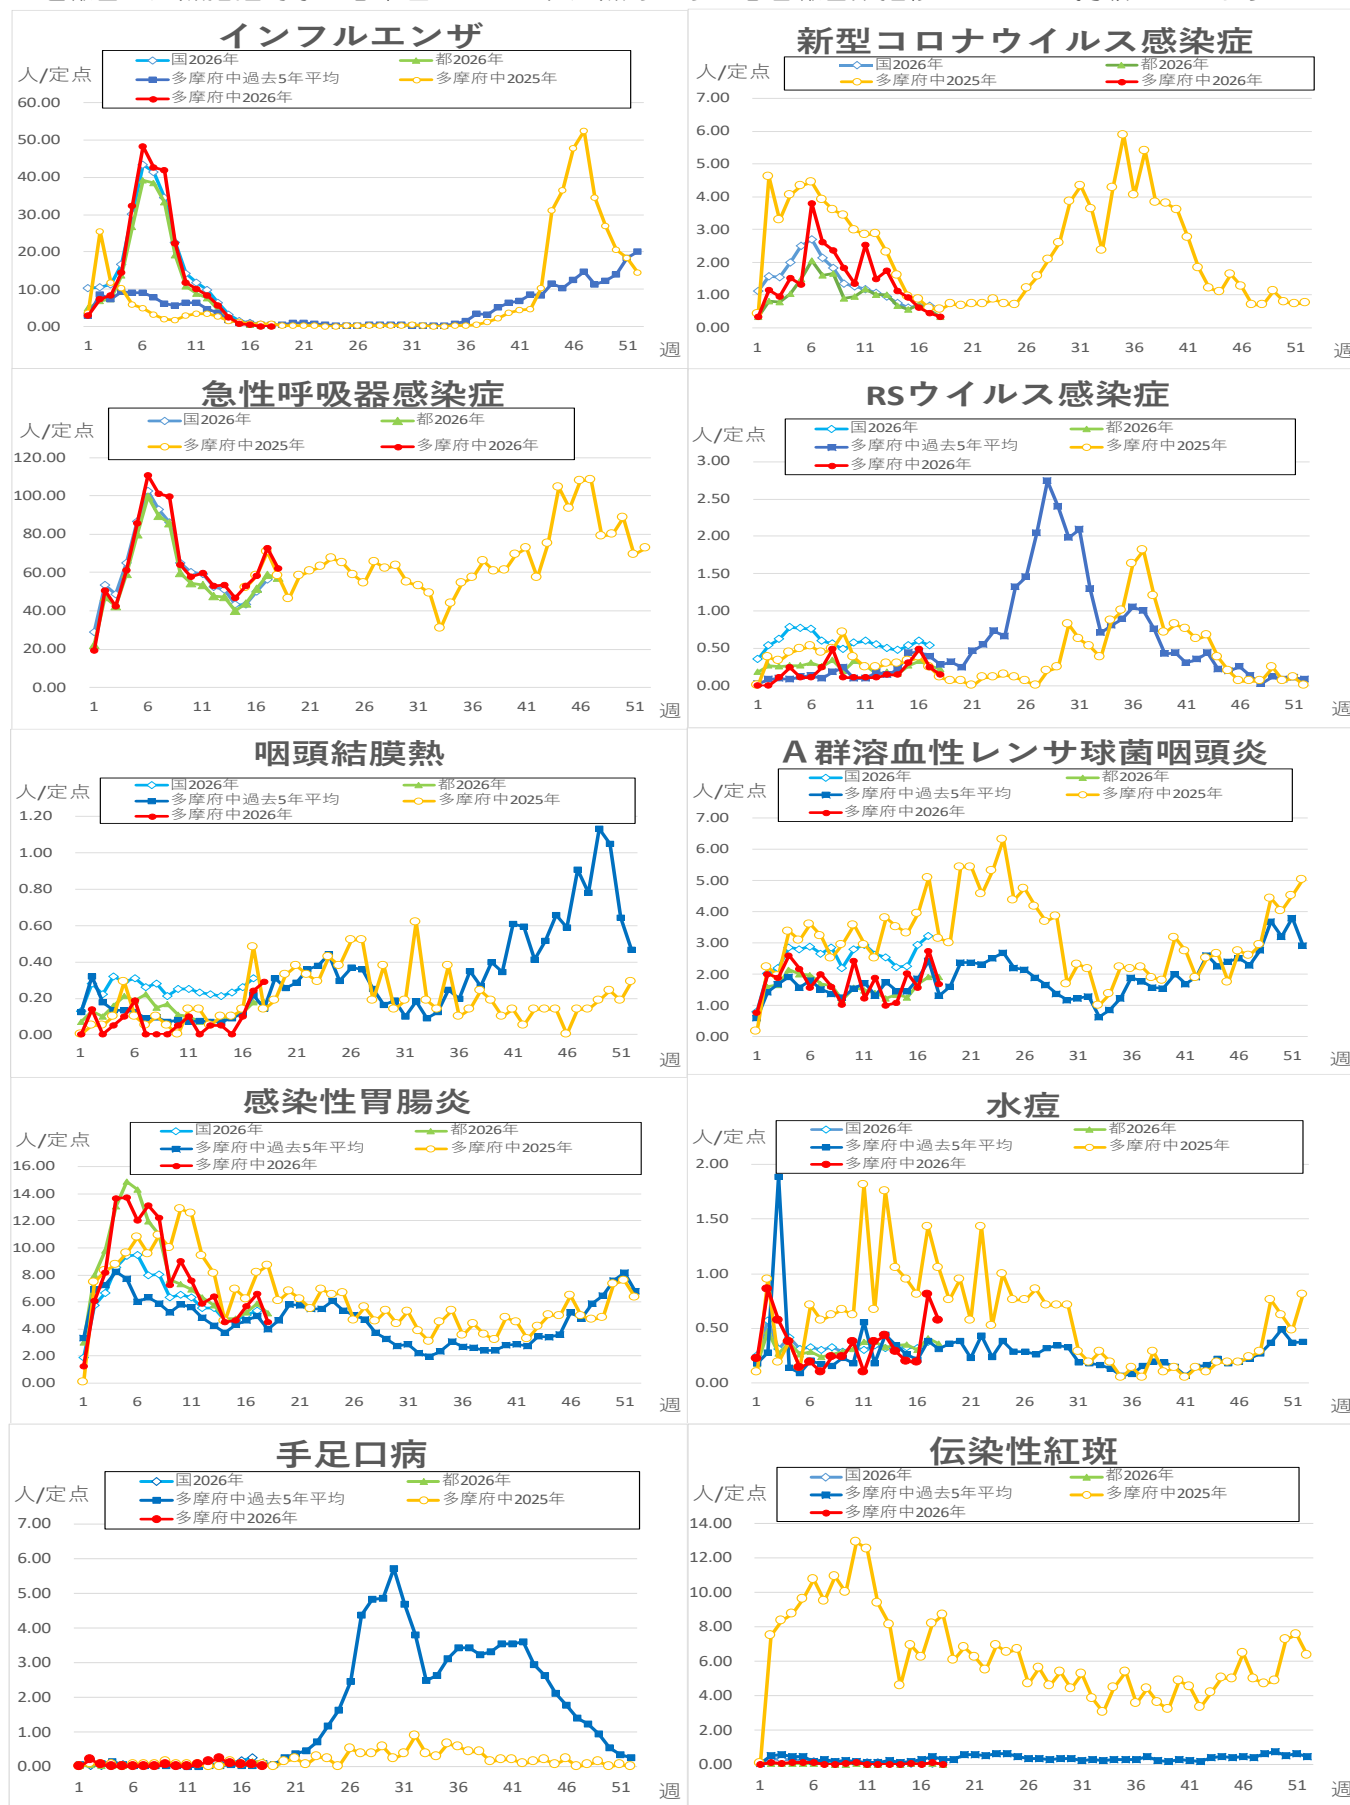 インフルエンザ
人/定点
国2026年
都2026年
多摩府中過去5年平均
多摩府中2025年
多摩府中2026年
60.00
50.00
40.00
30.00
20.00
10.00
0.00
1 6 11 16 21 26 31 36 41 46 51 週
新型コロナウイルス感染症
人/定点
国2026年
都2026年
多摩府中2025年
多摩府中2026年
7.00
6.00
5.00
4.00
3.00
2.00
1.00
0.00
1 6 11 16 21 26 31 36 41 46 51 週
急性呼吸器感染症
国2026年
都2026年
人/定点
多摩府中2025年
多摩府中2026年
120.00
100.00
80.00
60.00
40.00
20.00
0.00
1 6 11 16 21 26 31 36 41 46 51 週
RSウイルス感染症
国2026年
都2026年
人/定点
多摩府中過去5年平均
多摩府中2025年
多摩府中2026年
3.00
2.50
2.00
1.50
1.00
0.50
0.00
1 6 11 16 21 26 31 36 41 46 51 週
咽頭結膜熱
国2026年
都2026年
人/定点
多摩府中過去5年平均
多摩府中2025年
多摩府中2026年
1.20
1.00
0.80
0.60
0.40
0.20
0.00
1 6 11 16 21 26 31 36 41 46 51 週
A群溶血性レンサ球菌咽頭炎
国2026年
都2026年
人/定点
多摩府中過去5年平均
多摩府中2025年
多摩府中2026年
7.00
6.00
5.00
4.00
3.00
2.00
1.00
0.00
1 6 11 16 21 26 31 36 41 46 51 週
感染性胃腸炎
国2026年
都2026年
人/定点
多摩府中過去5年平均
多摩府中2025年
多摩府中2026年
16.00
14.00
12.00
10.00
8.00
6.00
4.00
2.00
0.00
1 6 11 16 21 26 31 36 41 46 51 週
水痘
国2026年
都2026年
人/定点
多摩府中過去5年平均
多摩府中2025年
多摩府中2026年
2.00
1.50
1.00
0.50
0.00
1 6 11 16 21 26 31 36 41 46 51 週
手足口病
国2026年
都2026年
人/定点
多摩府中過去5年平均
多摩府中2025年
多摩府中2026年
7.00
6.00
5.00
4.00
3.00
2.00
1.00
0.00
1 6 11 16 21 26 31 36 41 46 51 週
伝染性紅斑
国2026年
都2026年
人/定点
多摩府中過去5年平均
多摩府中2025年
多摩府中2026年
14.00
12.00
10.00
8.00
6.00
4.00
2.00
0.00
1 6 11 16 21 26 31 36 41 46 51 週